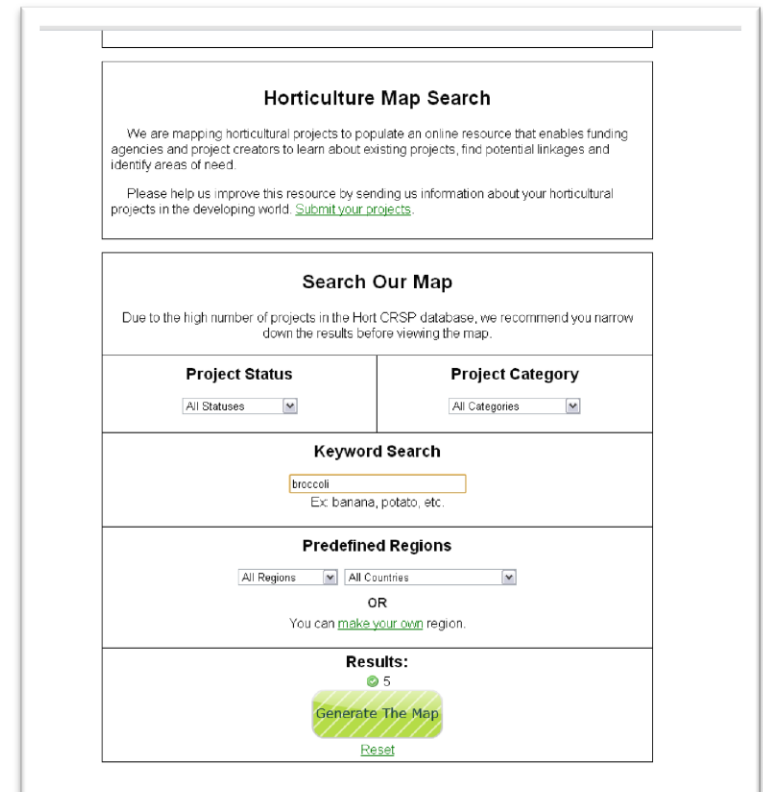 Horticulture Map Search
We are mapping horticultural projects to populate an online resource that enables funding
agencies and project creators to learn about existing projects, find potential linkages and
identify areas of need.
Please help us improve this resource by sending us information about your horticultural
projects in the developing world. Submit your projects.
Search Our Map
Due to the high number of projects in the Hort CRSP database, we recommend you narrow
down the results before viewing the map.
Project Status
All Statuses
Project Category
All Categories
Keyword Search
broccoli
Ex: banana, potato, etc.
Predefined Regions
All Regions All Countries
OR
You can make your own region.
Results:
5
Generate The Map
Reset